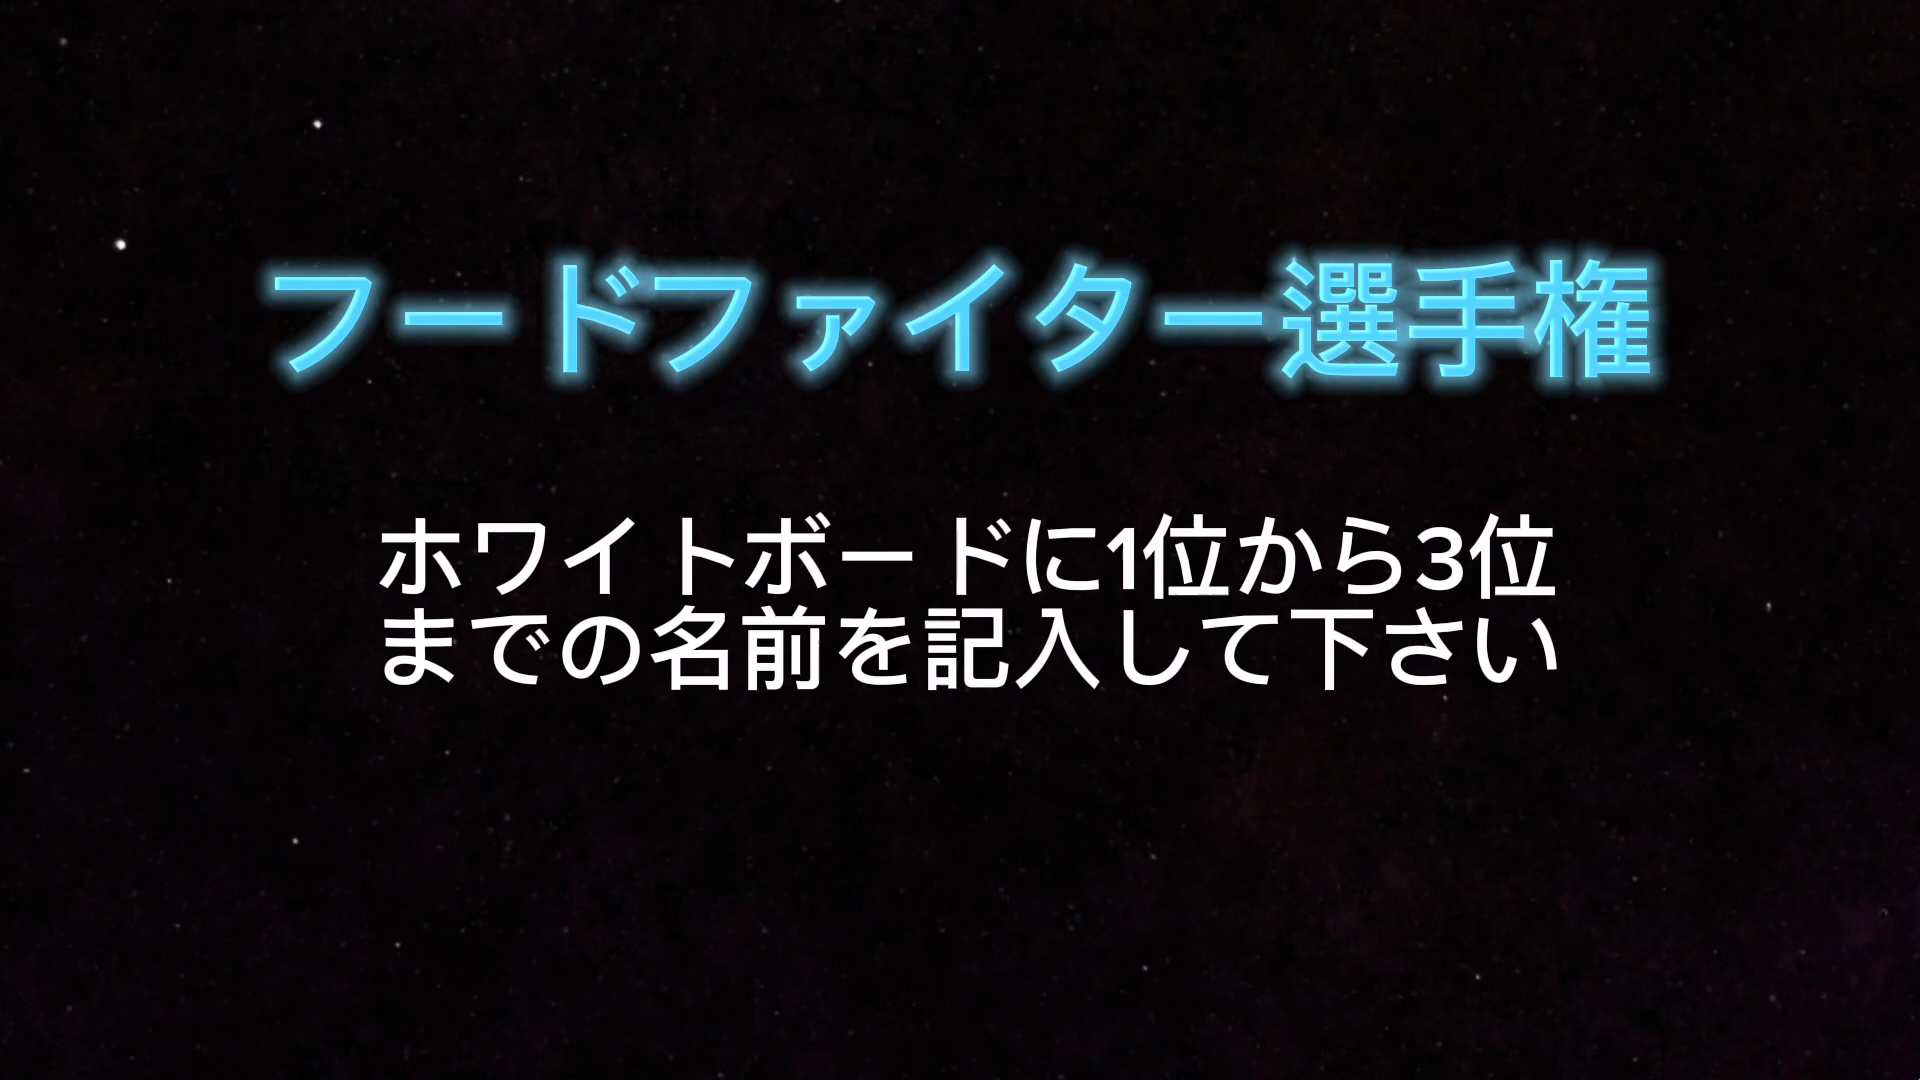 フードファイター選手権
ホワイトボードに1位から3位
までの名前を記入して下さい